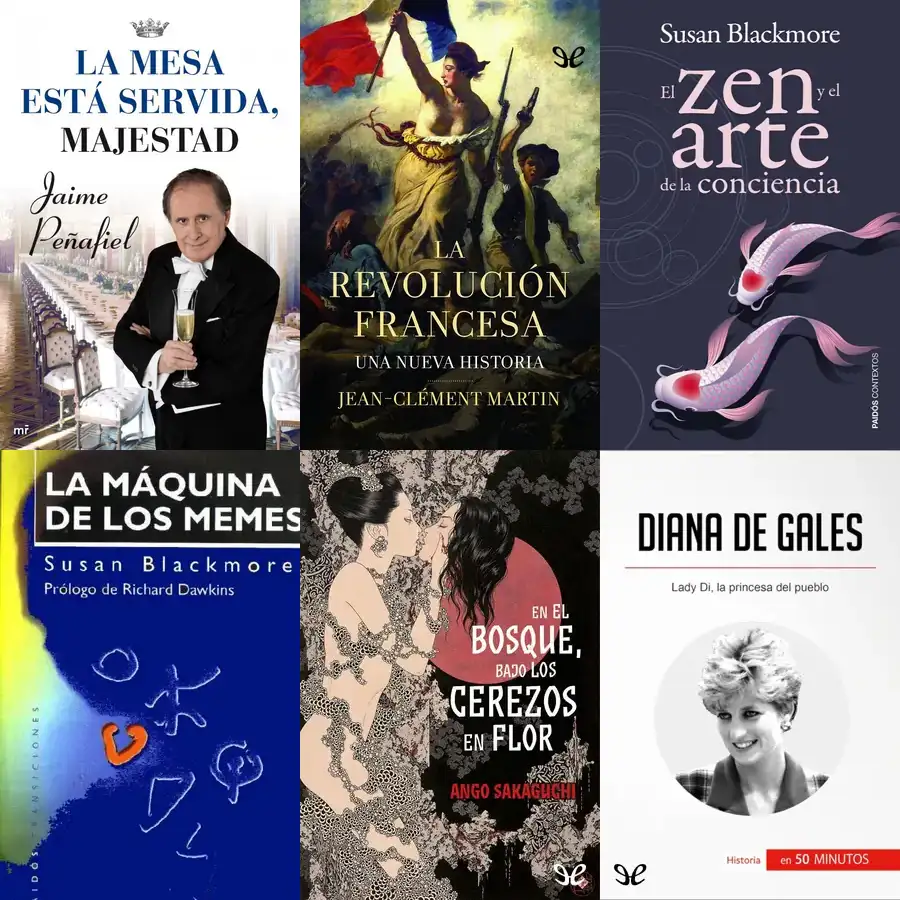 LA MESA
ESTÁ SERVIDA,
MAJESTAD
Jaime
Peñafiel
mr
LA
REVOLUCIÓN
FRANCESA
UNA NUEVA HISTORIA
JEAN-CLÉMENT MARTIN
Susan Blackmore
El zen y el
arte
de la conciencia
PAIDÓS CONTEXTOS
LA MÁQUINA
DE LOS MEMES
Susan Blackmore
Prólogo de Richard Dawkins
AIDÓS TRANSICIONES
EN EL
BOSQUE,
BAJO LOS
CEREZOS
EN FLOR
ANGO SAKAGUCHI
DIANA DE GALES
Lady Di, la princesa del pueblo
Historia en 50 MINUTOS